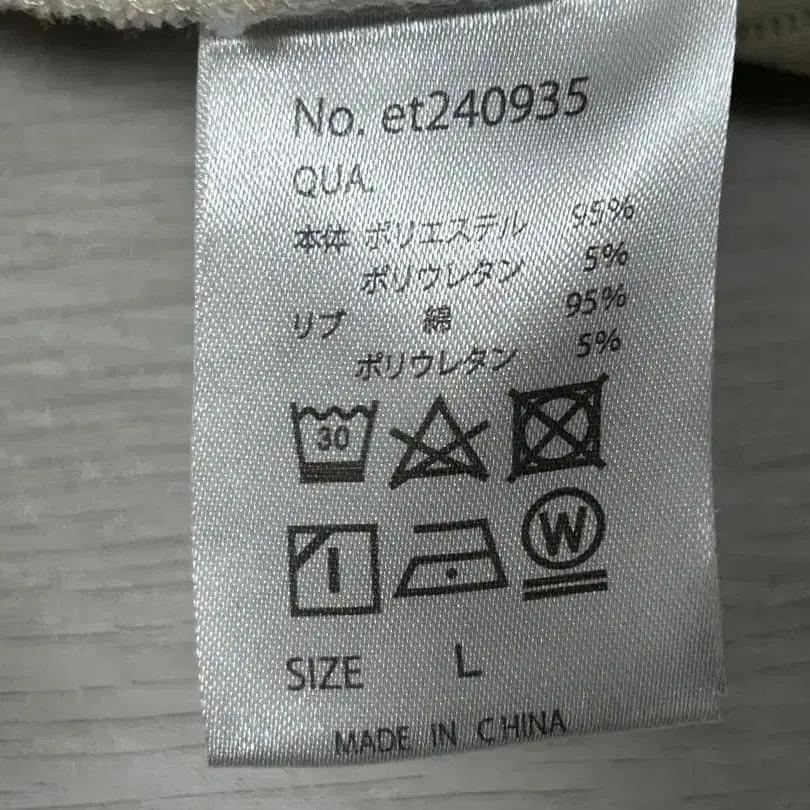 No. et240935
QUA.
本体 ポリエステル 95%
ポリウレタン 5%
リブ 綿 95%
ポリウレタン 5%
30
W
SIZE L
MADE IN CHINA